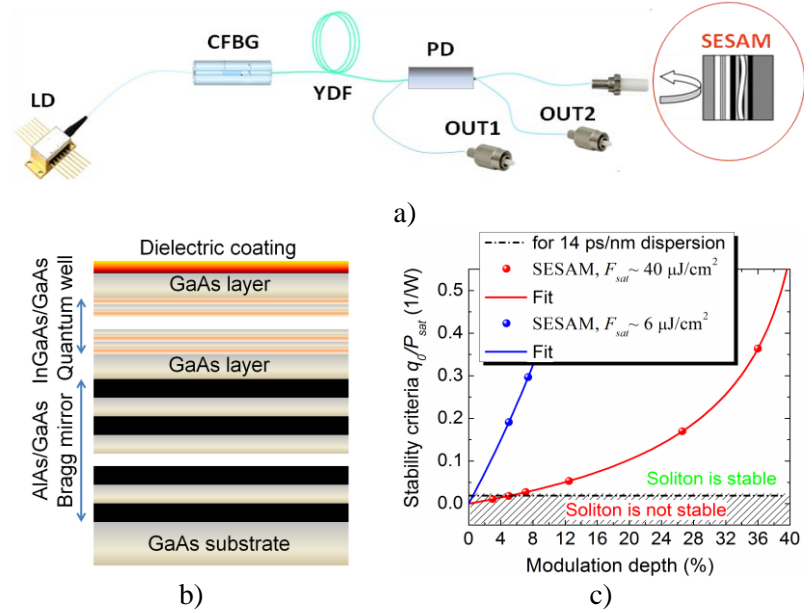 CFBG
PD
SESAM
LD
YDF
OUT1
OUT2
a)
Dielectric coating
GaAs layer
InGaAs/GaAs
Quantum well
GaAs layer
AlAs/GaAs
Bragg mirror
GaAs substrate
b)
for 14 ps/nm dispersion
SESAM, F_sat ~ 40 µJ/cm²
Fit
SESAM, F_sat ~ 6 µJ/cm²
Fit
Stability criteria q₀/P_sat (1/W)
0.5
0.4
0.3
0.2
0.1
0.0
Soliton is stable
Soliton is not stable
0 4 8 12 16 20 24 28 32 36 40
Modulation depth (%)
c)